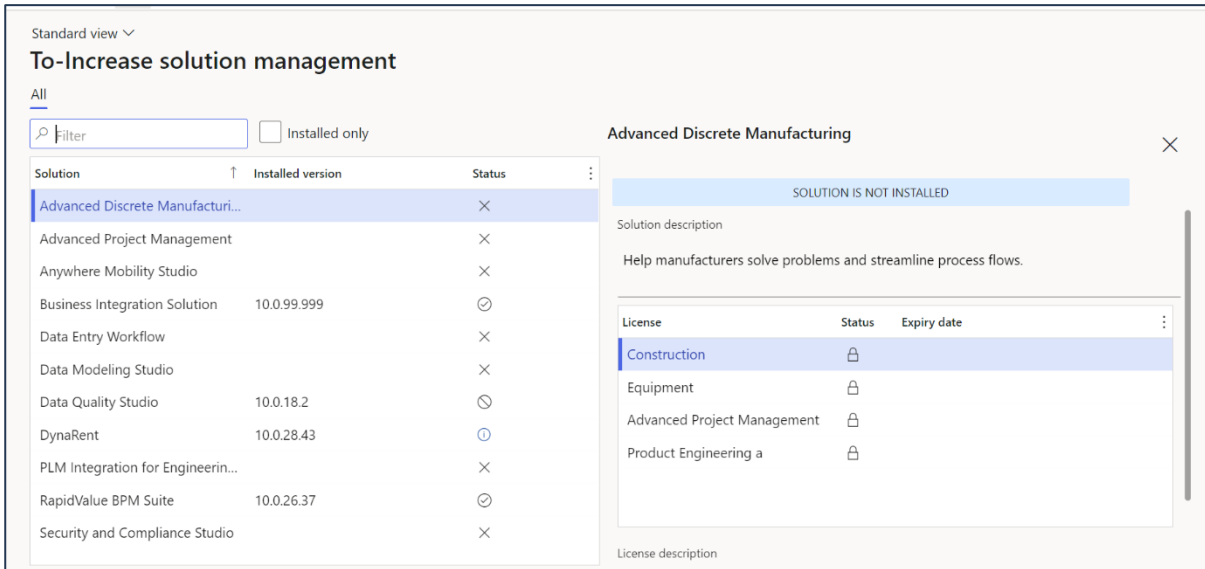 Standard view
To-Increase solution management
All
Filter
Installed only
Solution Installed version Status
Advanced Discrete Manufacturi...
Advanced Project Management
Anywhere Mobility Studio
Business Integration Solution 10.0.99.999
Data Entry Workflow
Data Modeling Studio
Data Quality Studio 10.0.18.2
DynaRent 10.0.28.43
PLM Integration for Engineerin...
RapidValue BPM Suite 10.0.26.37
Security and Compliance Studio
Advanced Discrete Manufacturing
SOLUTION IS NOT INSTALLED
Solution description
Help manufacturers solve problems and streamline process flows.
License Status Expiry date
Construction
Equipment
Advanced Project Management
Product Engineering a
License description